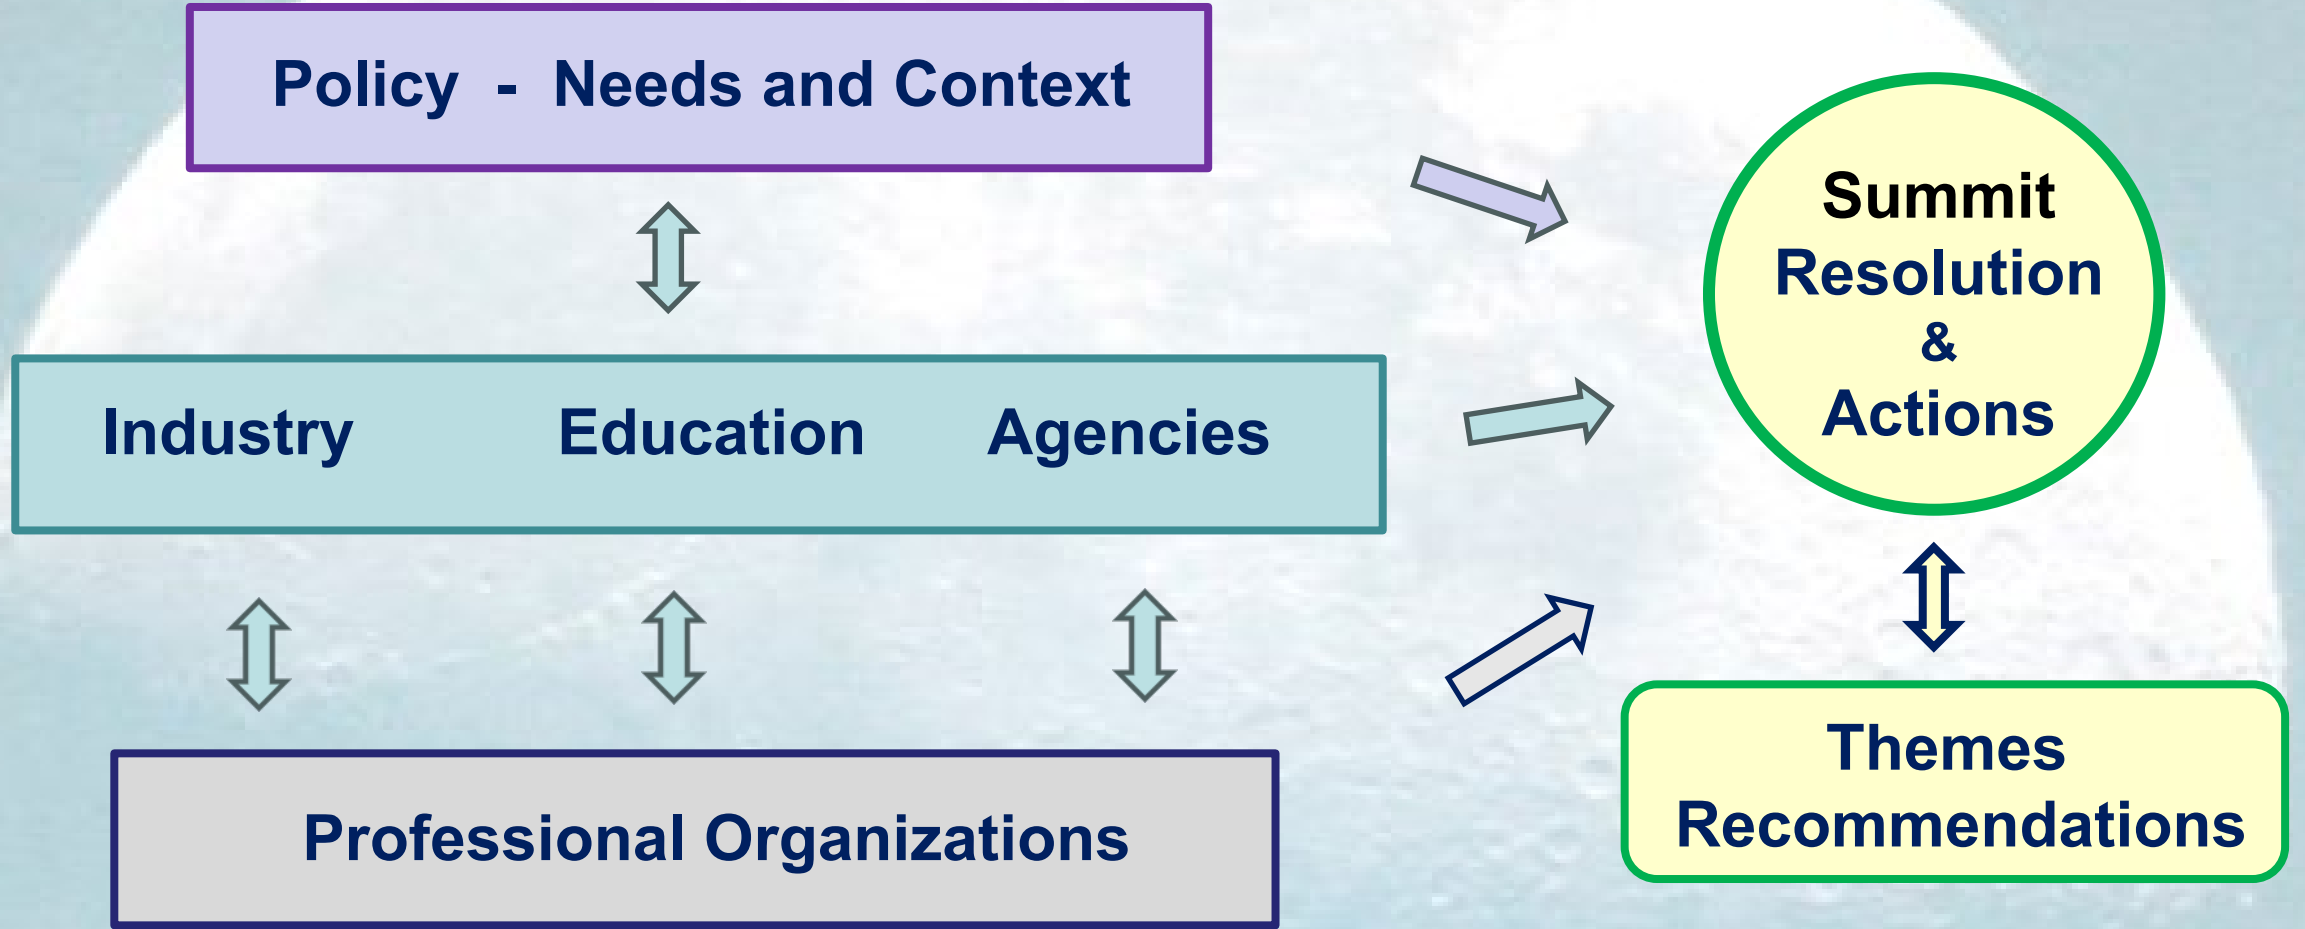 Policy - Needs and Context
Industry Education Agencies
Professional Organizations
Summit
Resolution
&
Actions
Themes
Recommendations